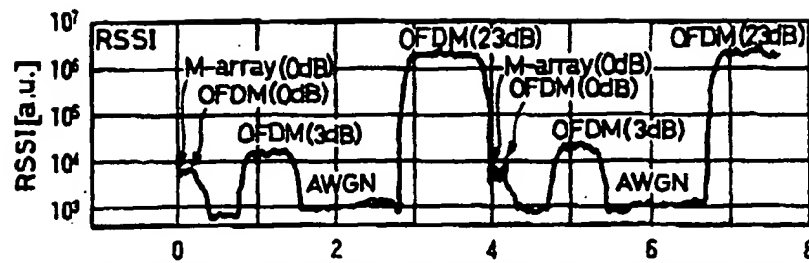 10⁷
RSSI
OFDM(23dB)
OFDM(23dB)
10⁶
M-array(0dB)
M-array(0dB)
OFDM(0dB)
OFDM(0dB)
10⁵
OFDM(3dB)
OFDM(3dB)
10⁴
AWGN
AWGN
10³
RSSI[a.u.]
0 2 4 6 8